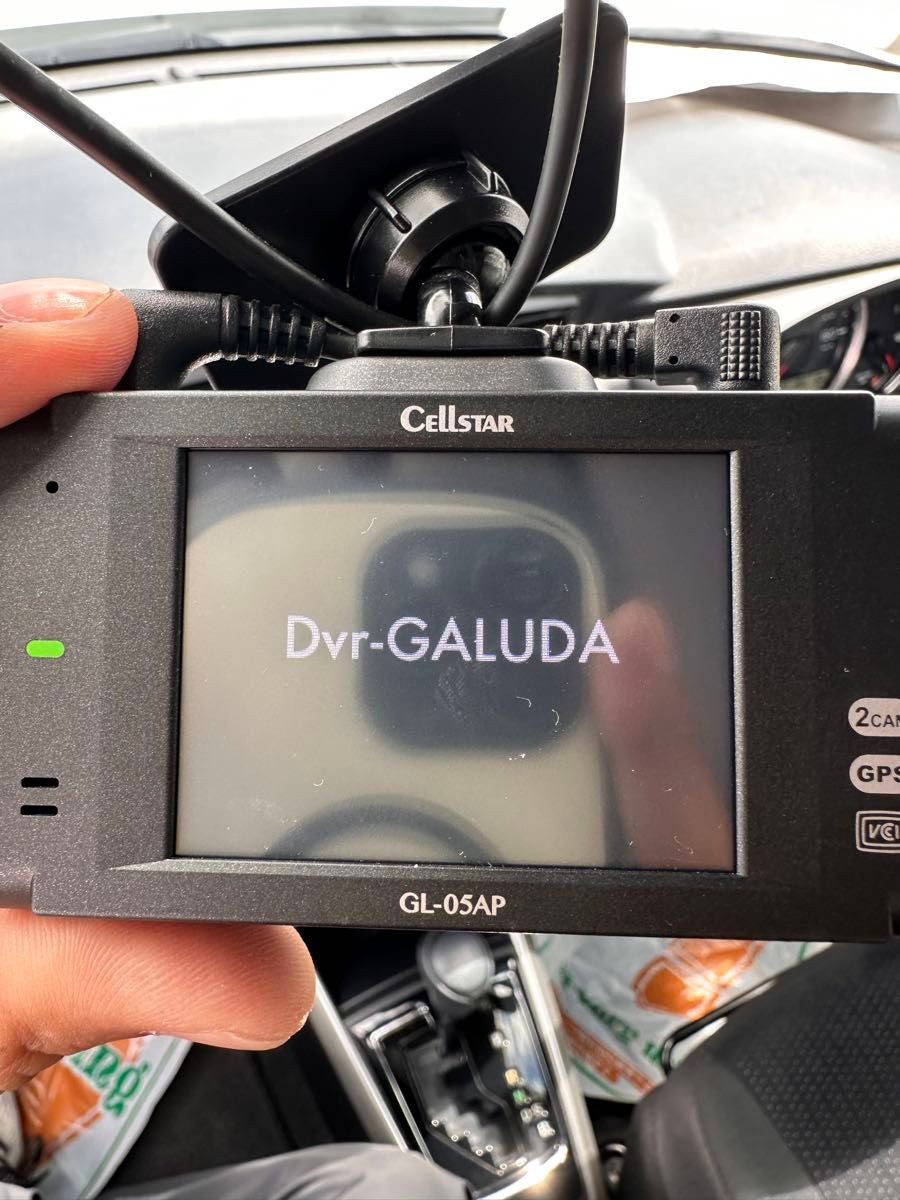 CELLSTAR
Dvr-GALUDA
2CAM
GPS
GL-05AP